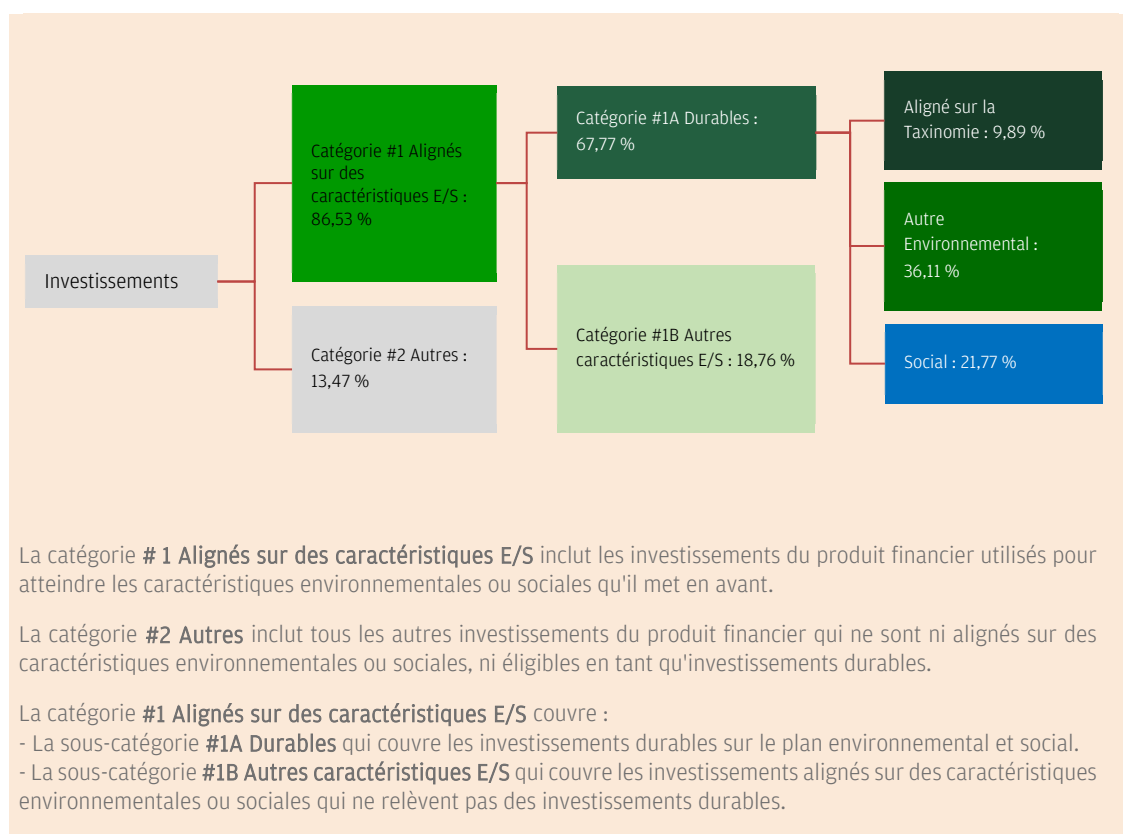 Investissements
Catégorie #1 Alignés
sur des
caractéristiques E/S :
86,53 %
Catégorie #2 Autres :
13,47 %
Catégorie #1A Durables :
67,77 %
Catégorie #1B Autres
caractéristiques E/S : 18,76 %
Aligné sur la
Taxinomie : 9,89 %
Autre
Environnemental :
36,11 %
Social : 21,77 %
La catégorie # 1 Alignés sur des caractéristiques E/S inclut les investissements du produit financier utilisés pour
atteindre les caractéristiques environnementales ou sociales qu'il met en avant.
La catégorie #2 Autres inclut tous les autres investissements du produit financier qui ne sont ni alignés sur des
caractéristiques environnementales ou sociales, ni éligibles en tant qu'investissements durables.
La catégorie #1 Alignés sur des caractéristiques E/S couvre :
- La sous-catégorie #1A Durables qui couvre les investissements durables sur le plan environnemental et social.
- La sous-catégorie #1B Autres caractéristiques E/S qui couvre les investissements alignés sur des caractéristiques
environnementales ou sociales qui ne relèvent pas des investissements durables.